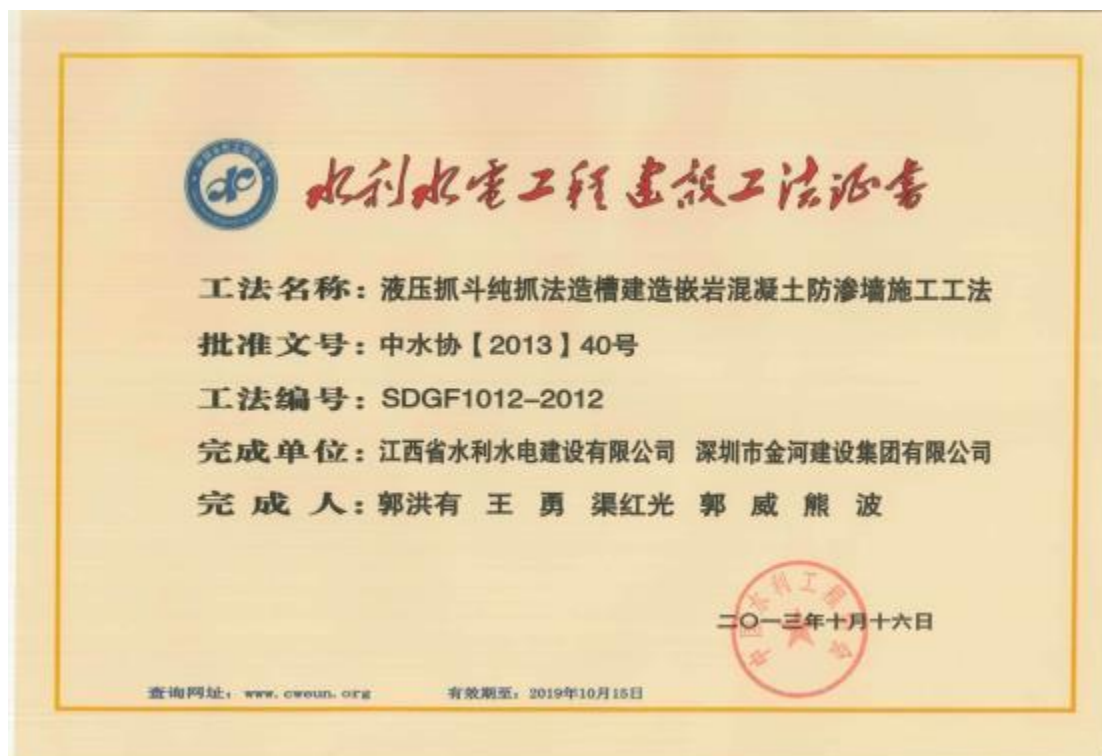 水利水电工程建设工法证书
工法名称：液压抓斗纯抓法造槽建造嵌岩混凝土防渗墙施工工法
批准文号：中水协【2013】40号
工法编号：SDGF1012-2012
完成单位：江西省水利水电建设有限公司 深圳市金河建设集团有限公司
完成人：郭洪有 王勇 渠红光 郭威 熊波
二〇一三年十月十六日
查询网址：www.cweun.org 有效期至：2019年10月15日